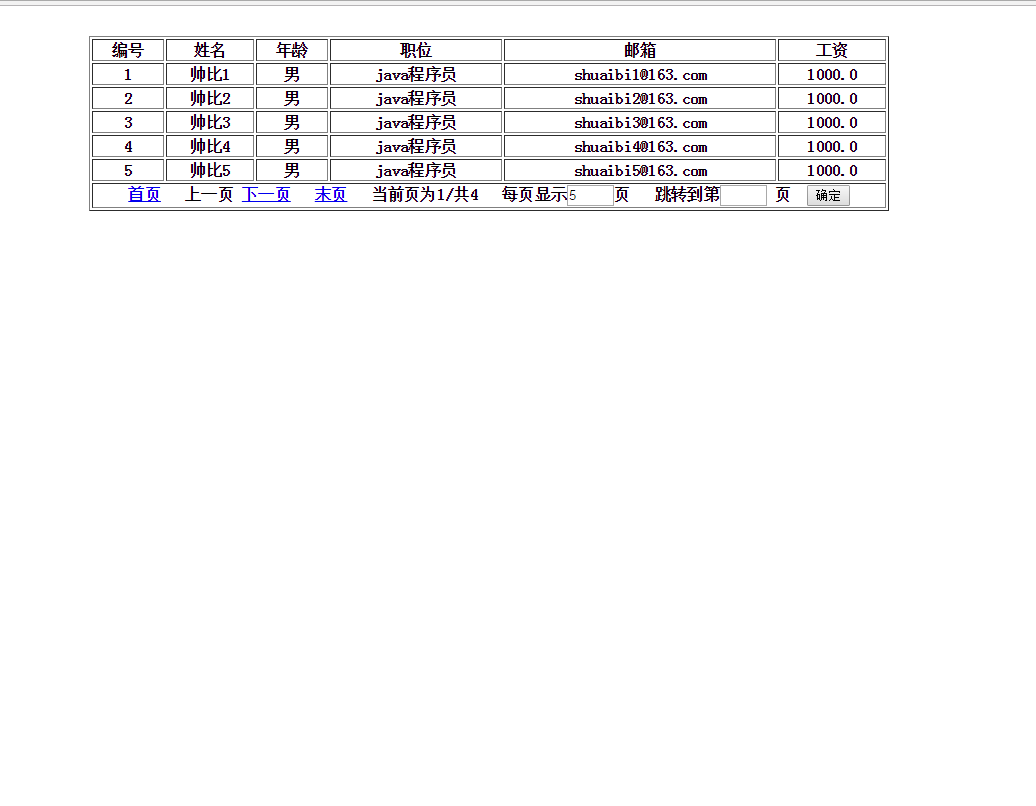 编号 姓名 年龄 职位 邮箱 工资
1 帅比1 男 java程序员 shuaibi1@163.com 1000.0
2 帅比2 男 java程序员 shuaibi2@163.com 1000.0
3 帅比3 男 java程序员 shuaibi3@163.com 1000.0
4 帅比4 男 java程序员 shuaibi4@163.com 1000.0
5 帅比5 男 java程序员 shuaibi5@163.com 1000.0
首页 上一页 下一页 末页 当前页为1/共4 每页显示5页 跳转到第 页 确定